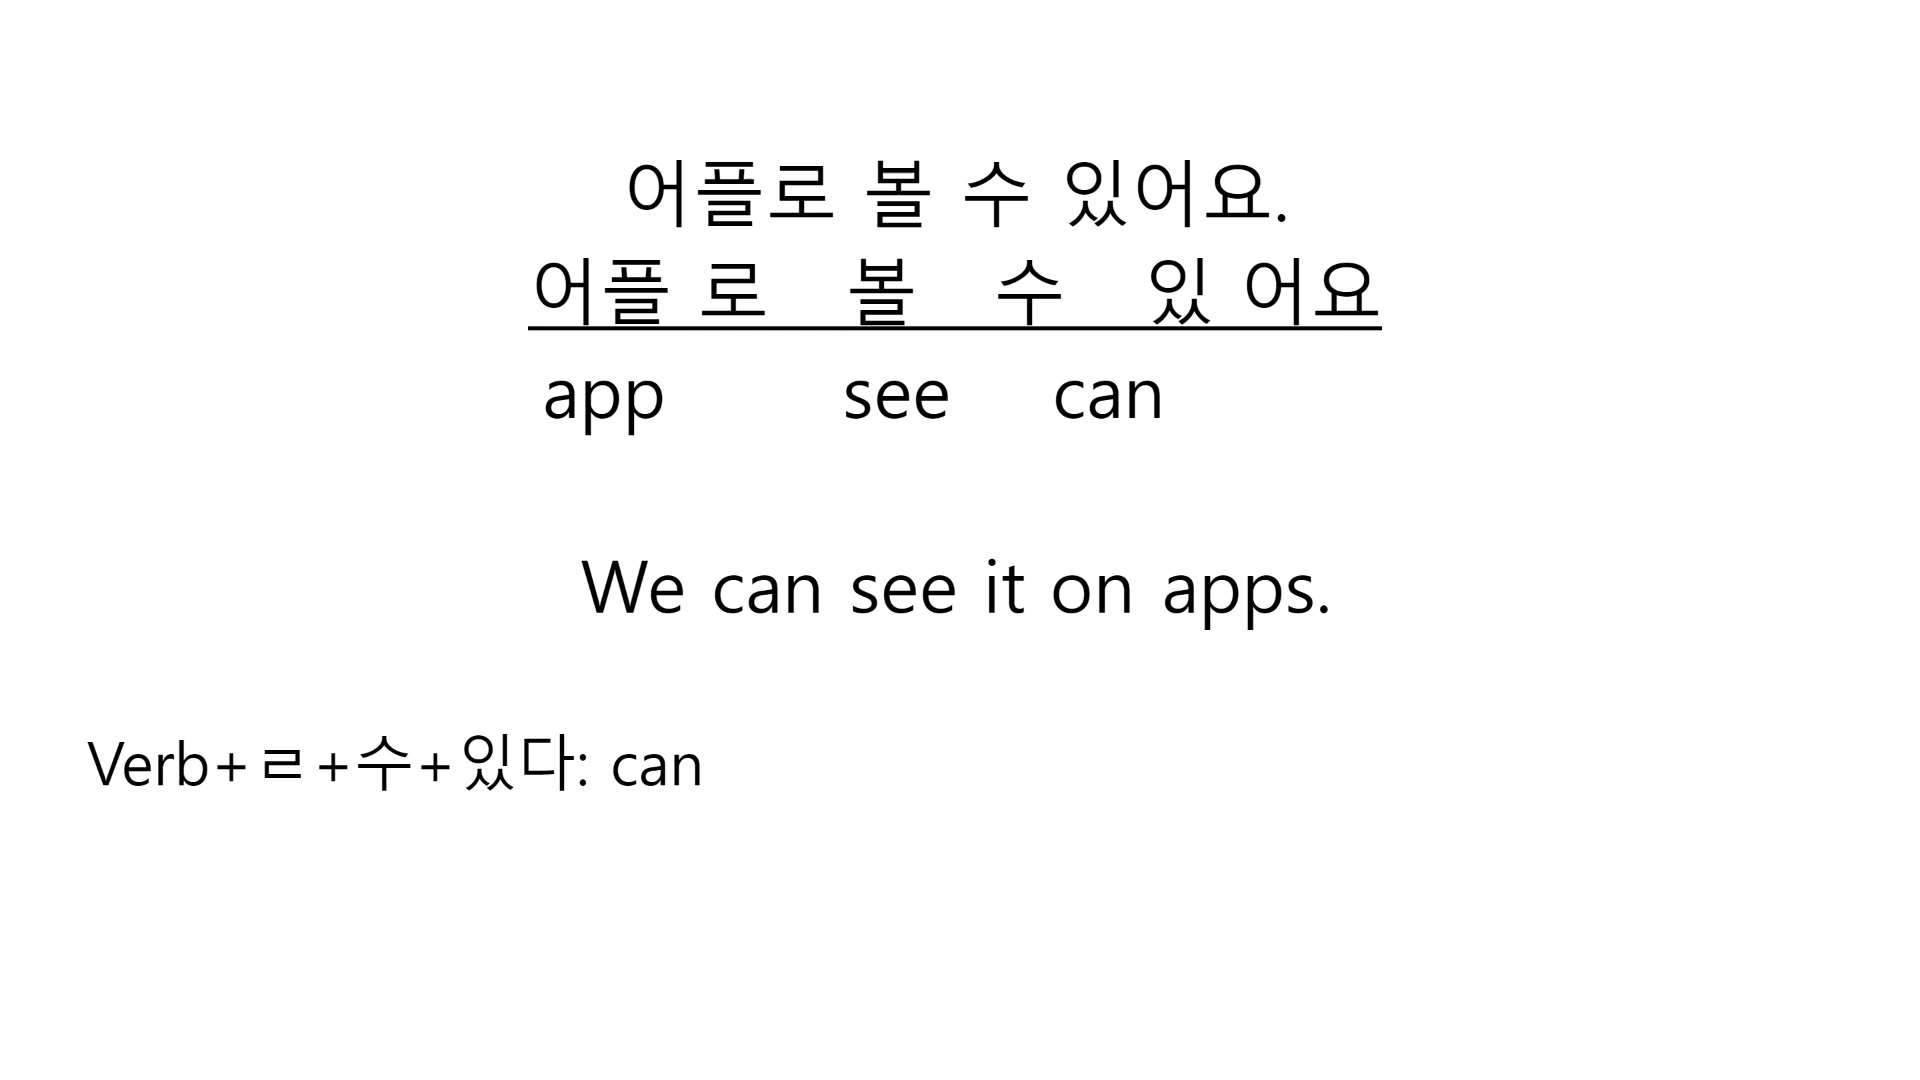 어플로 볼 수 있어요.
어플 로 볼 수 있 어요
app see can
We can see it on apps.
Verb+ㄹ+수+있다: can